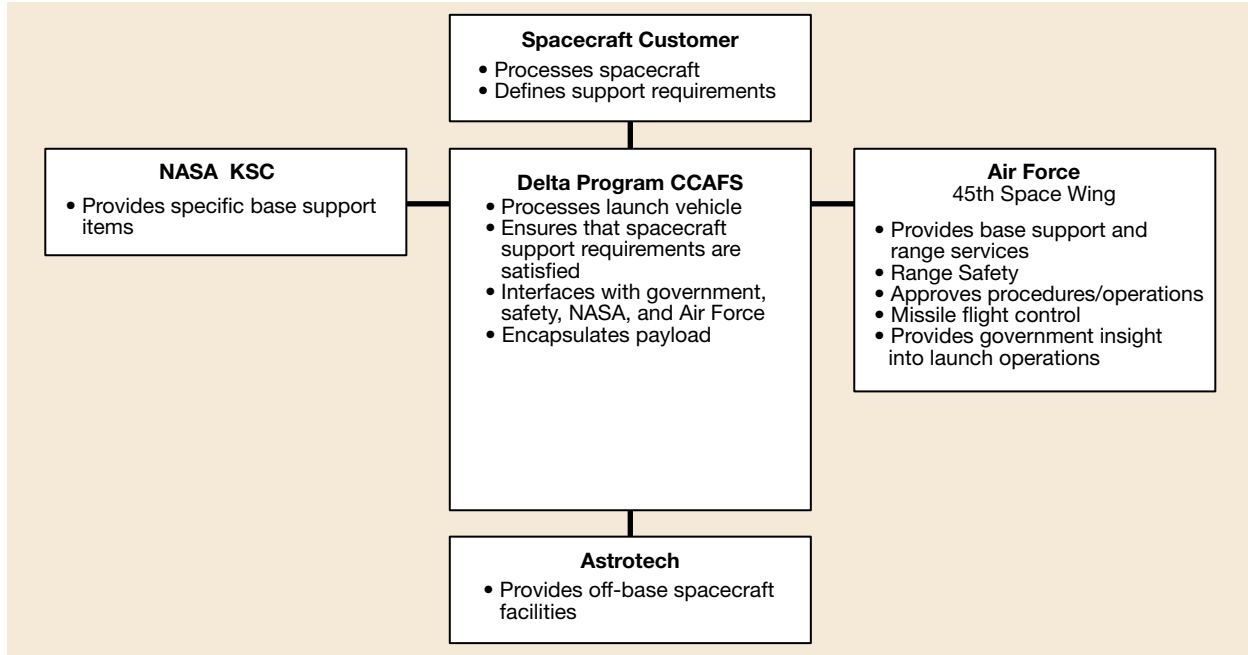 Spacecraft Customer
• Processes spacecraft
• Defines support requirements
NASA KSC
• Provides specific base support
items
Delta Program CCAFS
• Processes launch vehicle
• Ensures that spacecraft
support requirements are
satisfied
• Interfaces with government,
safety, NASA, and Air Force
• Encapsulates payload
Air Force
45th Space Wing
• Provides base support and
range services
• Range Safety
• Approves procedures/operations
• Missile flight control
• Provides government insight
into launch operations
Astrotech
• Provides off-base spacecraft
facilities